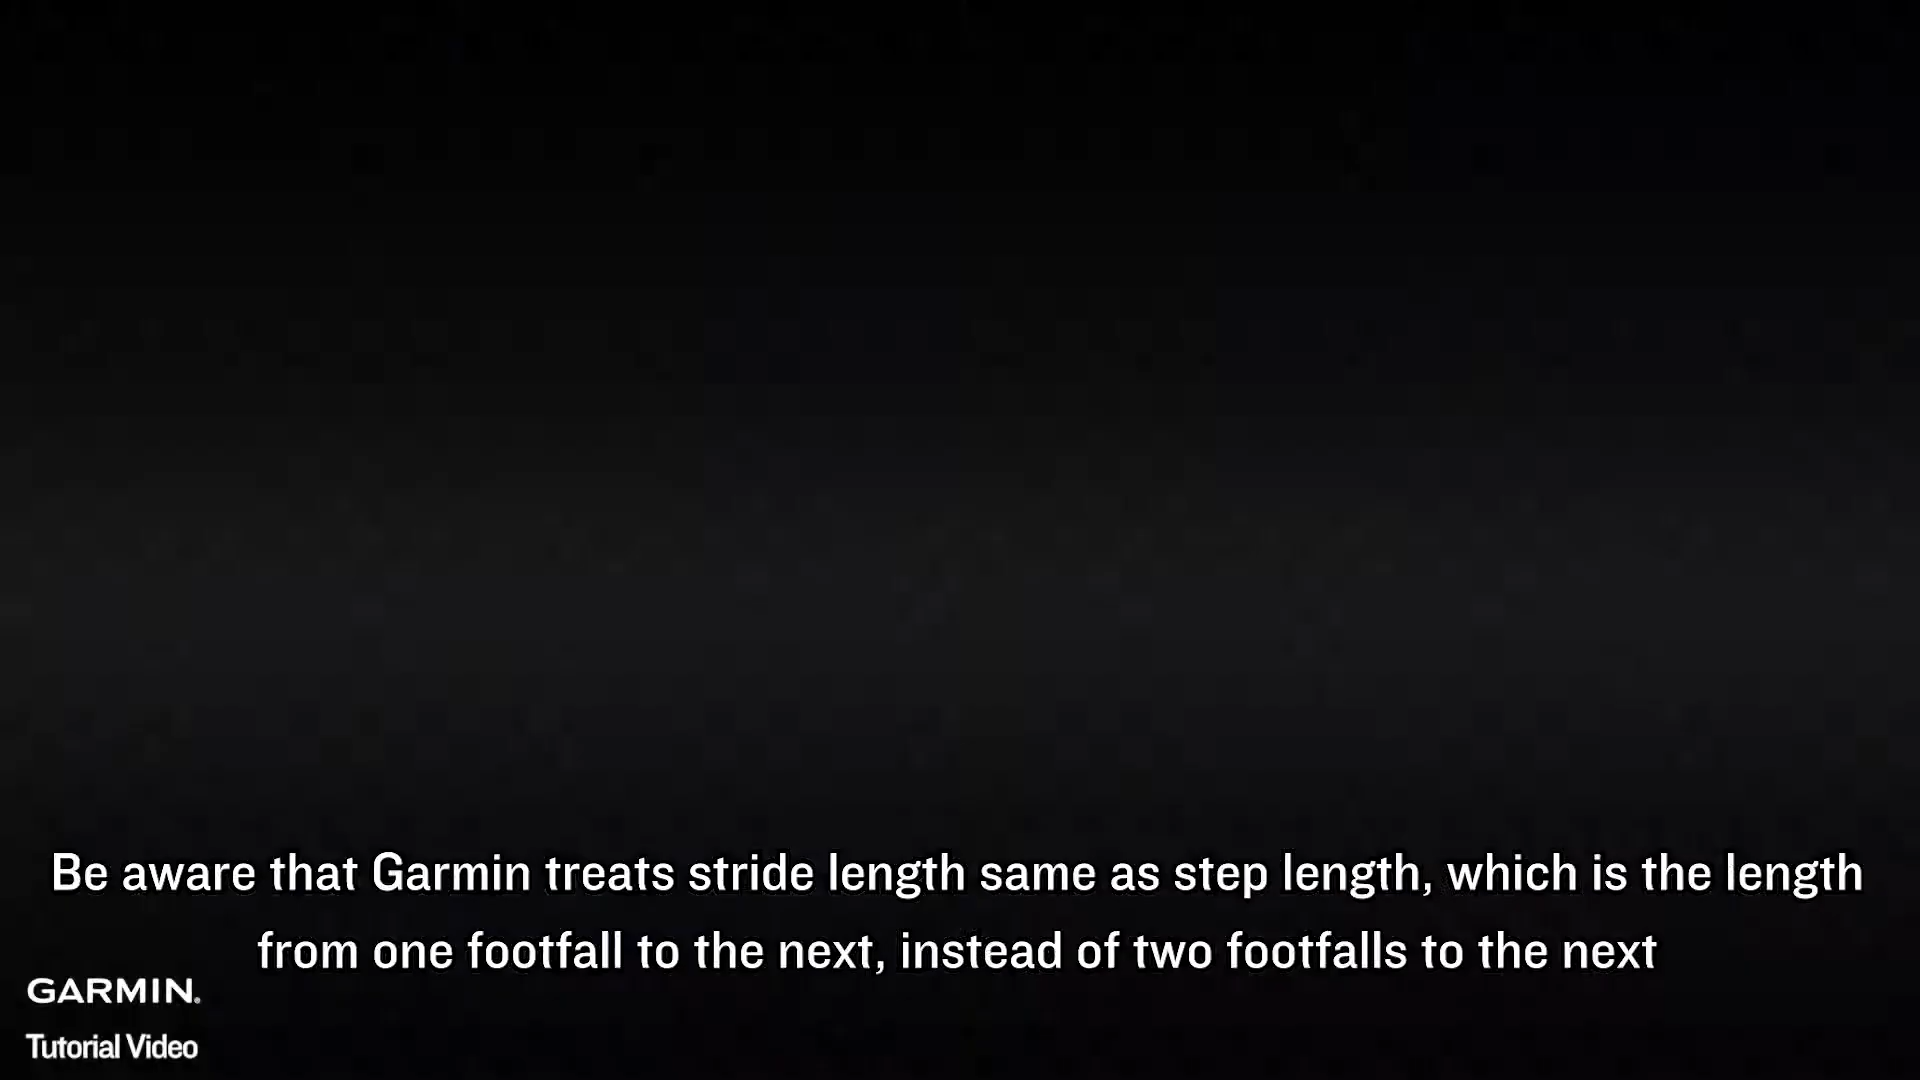 Be aware that Garmin treats stride length same as step length, which is the length
from one footfall to the next, instead of two footfalls to the next
GARMIN.
Tutorial Video